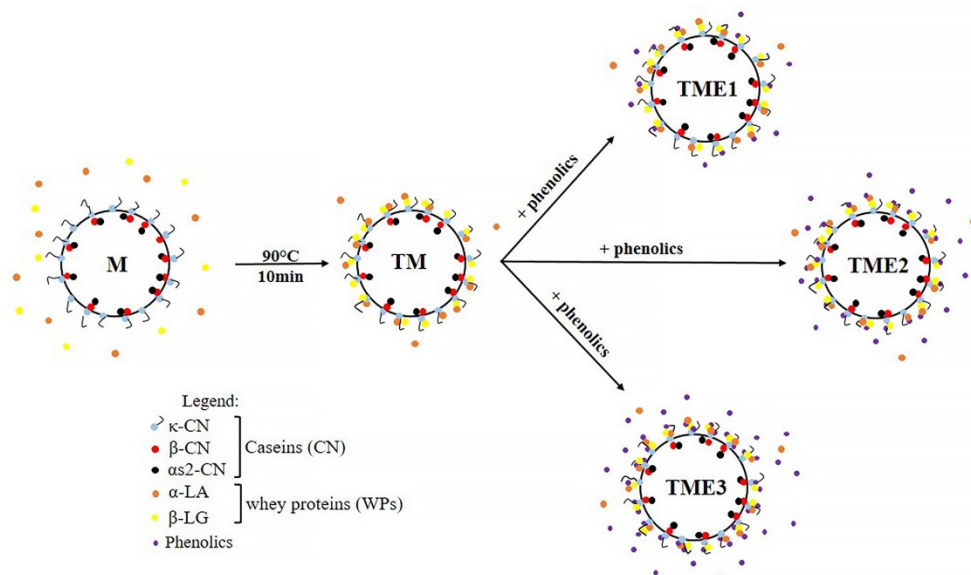 TME1
+ phenolics
M
90°C
10min
TM
+ phenolics
TME2
+ phenolics
TME3
Legend:
κ-CN
β-CN
αs2-CN
Caseins (CN)
α-LA
β-LG
whey proteins (WPs)
Phenolics